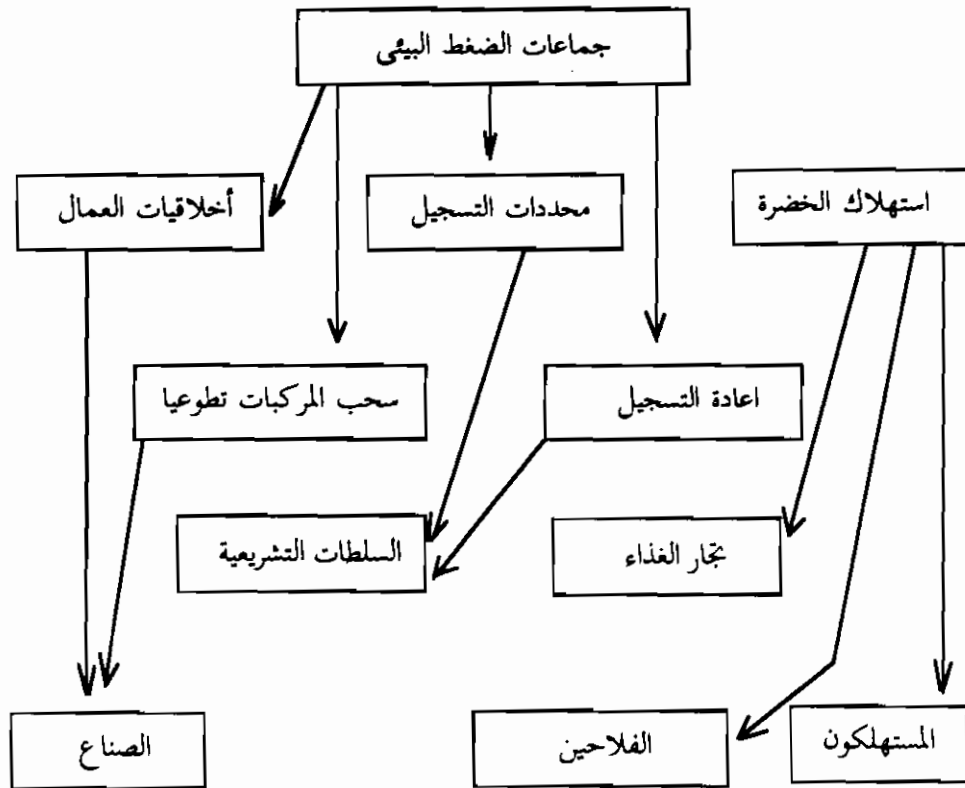 جماعات الضغط البيئى
استهلاك الخضرة
محددات التسجيل
أخلاقيات العمال
اعادة التسجيل
سحب المركبات تطوعيا
تجار الغذاء
السلطات التشريعية
المستهلكون
الفلاحين
الصناع